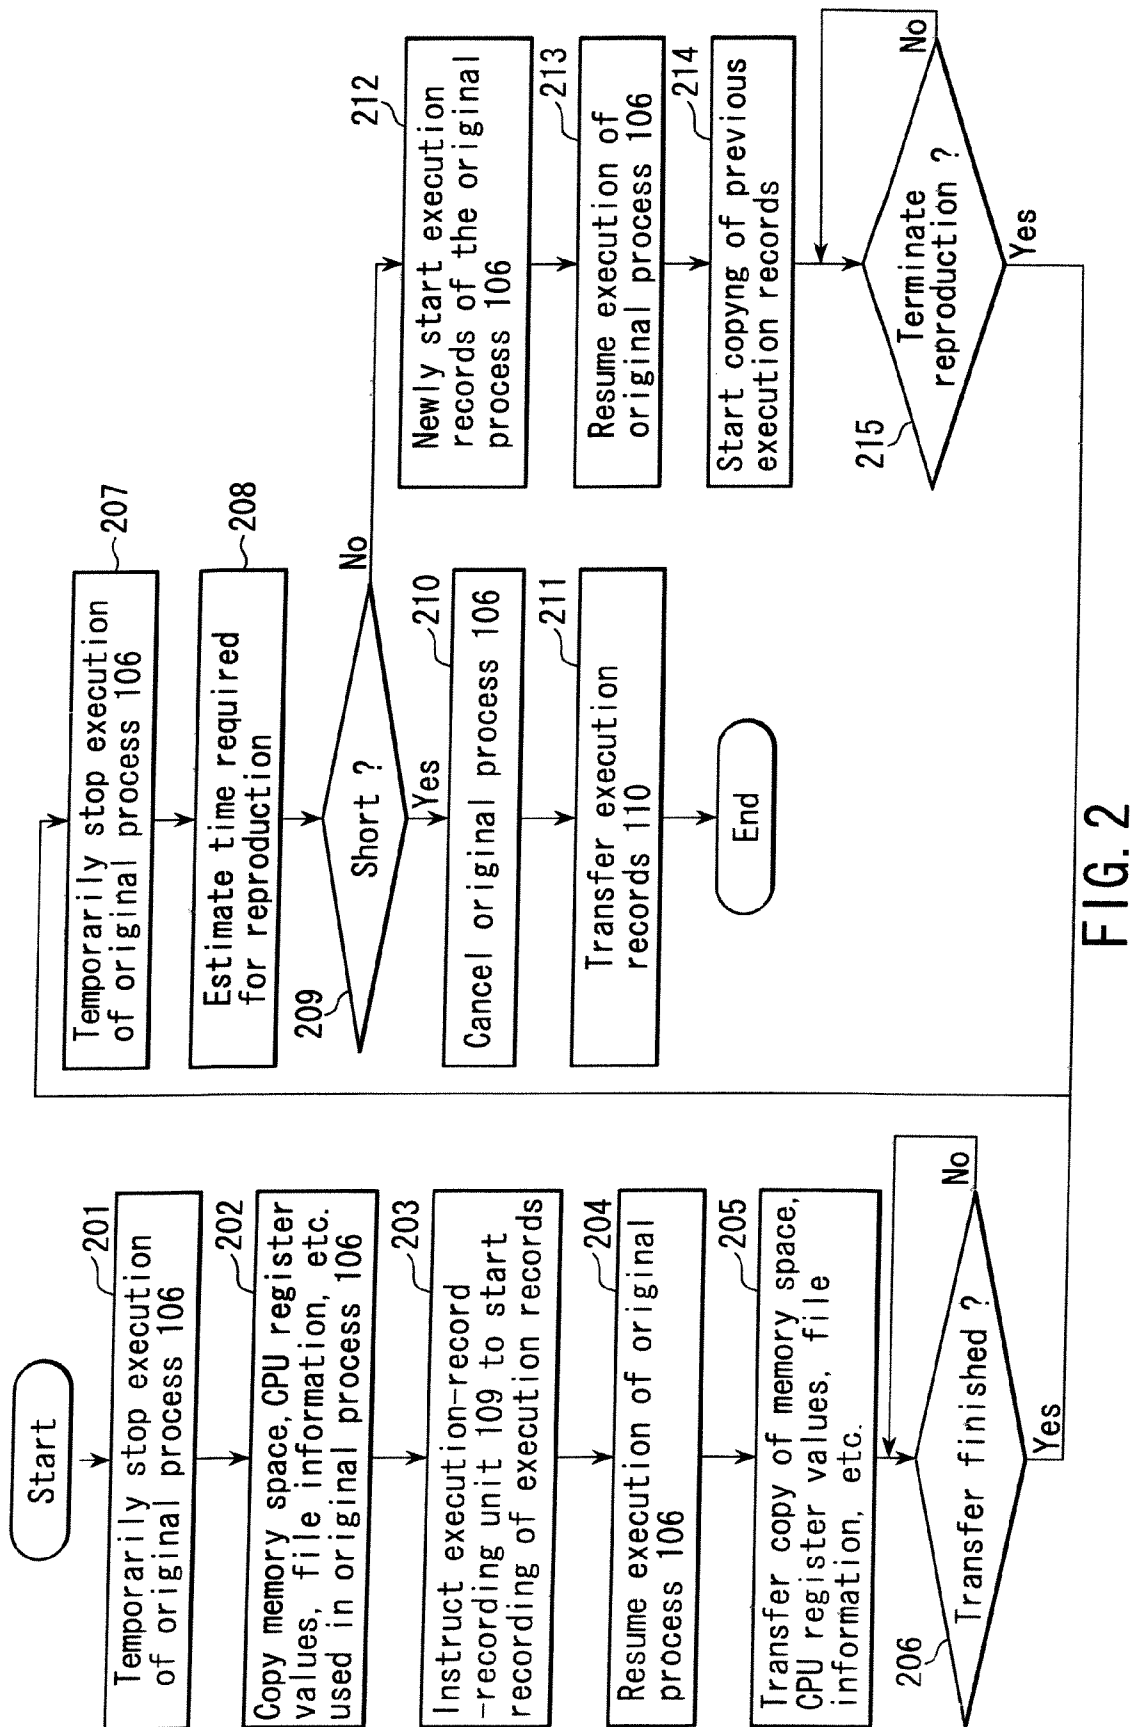 Start
201
Temporarily stop execution
of original process 106
202
Copy memory space, CPU register
values, file information, etc.
used in original process 106
203
Instruct execution-record
-recording unit 109 to start
recording of execution records
204
Resume execution of original
process 106
205
Transfer copy of memory space,
CPU register values, file
information, etc.
206
Transfer finished ?
No
Yes
207
Temporarily stop execution
of original process 106
208
Estimate time required
for reproduction
209
Short ?
No
Yes
210
Cancel original process 106
211
Transfer execution
records 110
End
212
Newly start execution
records of the original
process 106
213
Resume execution of
original process 106
214
Start copyng of previous
execution records
215
Terminate
reproduction ?
No
Yes
FIG. 2